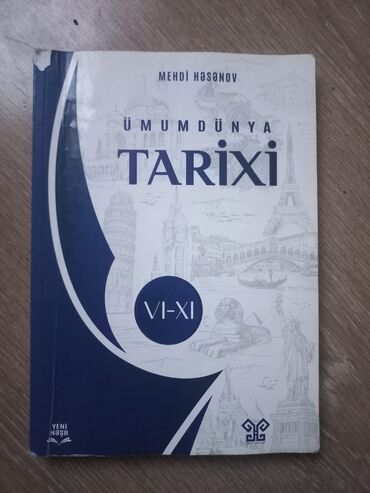 MEHDİ HƏSƏNOV
ÜMUMDÜNYA
TARİXİ
VI-XI
YENİ
NƏŞR